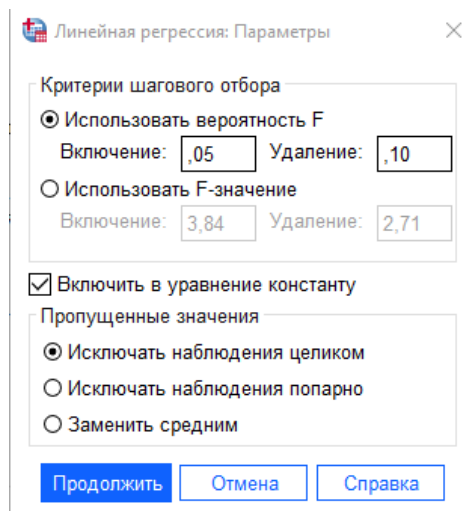 Линейная регрессия: Параметры
Критерии шагового отбора
Использовать вероятность F
Включение: ,05 Удаление: ,10
Использовать F-значение
Включение: 3,84 Удаление: 2,71
Включить в уравнение константу
Пропущенные значения
Исключать наблюдения целиком
Исключать наблюдения попарно
Заменить средним
Продолжить Отмена Справка